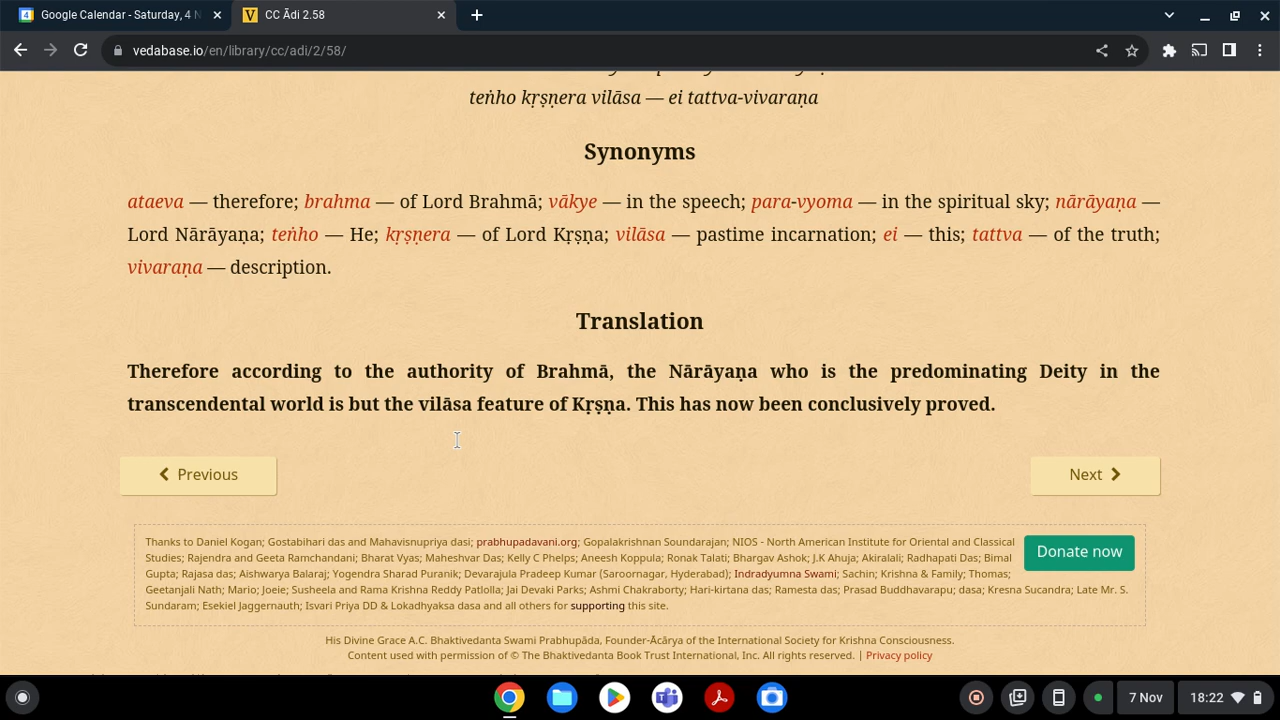 Google Calendar - Saturday, 4 N
CC Ādi 2.58
vedabase.io/en/library/cc/adi/2/58/
teṅho kṛṣṇera vilāsa — ei tattva-vivaraṇa
Synonyms
ataeva — therefore; brahma — of Lord Brahmā; vākye — in the speech; para-vyoma — in the spiritual sky; nārāyaṇa —
Lord Nārāyaṇa; teṅho — He; kṛṣṇera — of Lord Kṛṣṇa; vilāsa — pastime incarnation; ei — this; tattva — of the truth;
vivaraṇa — description.
Translation
Therefore according to the authority of Brahmā, the Nārāyaṇa who is the predominating Deity in the
transcendental world is but the vilāsa feature of Kṛṣṇa. This has now been conclusively proved.
Previous
Next
Thanks to Daniel Kogan; Gostabihari das and Mahavisnupriya dasi; prabhupadavani.org; Gopalakrishnan Soundarajan; NIOS - North American Institute for Oriental and Classical
Studies; Rajendra and Geeta Ramchandani; Bharat Vyas; Maheshvar Das; Kelly C Phelps; Aneesh Koppula; Ronak Talati; Bhargav Ashok; J.K Ahuja; Akiralali; Radhapati Das; Bimal
Gupta; Rajasa das; Aishwarya Balaraj; Yogendra Sharad Puranik; Devarajula Pradeep Kumar (Saroornagar, Hyderabad); Indradyumna Swami; Sachin; Krishna & Family; Thomas;
Geetanjali Nath; Mario; Joeie; Susheela and Rama Krishna Reddy Patlolla; Jai Devaki Parks; Ashmi Chakraborty; Hari-kirtana das; Ramesta das; Prasad Buddhavarapu; dasa; Kresna Sucandra; Late Mr. S.
Sundaram; Esekiel Jaggernauth; Isvari Priya DD & Lokadhyaksa dasa and all others for supporting this site.
Donate now
His Divine Grace A.C. Bhaktivedanta Swami Prabhupāda, Founder-Ācārya of the International Society for Krishna Consciousness.
Content used with permission of © The Bhaktivedanta Book Trust International, Inc. All rights reserved. | Privacy policy
7 Nov
18:22